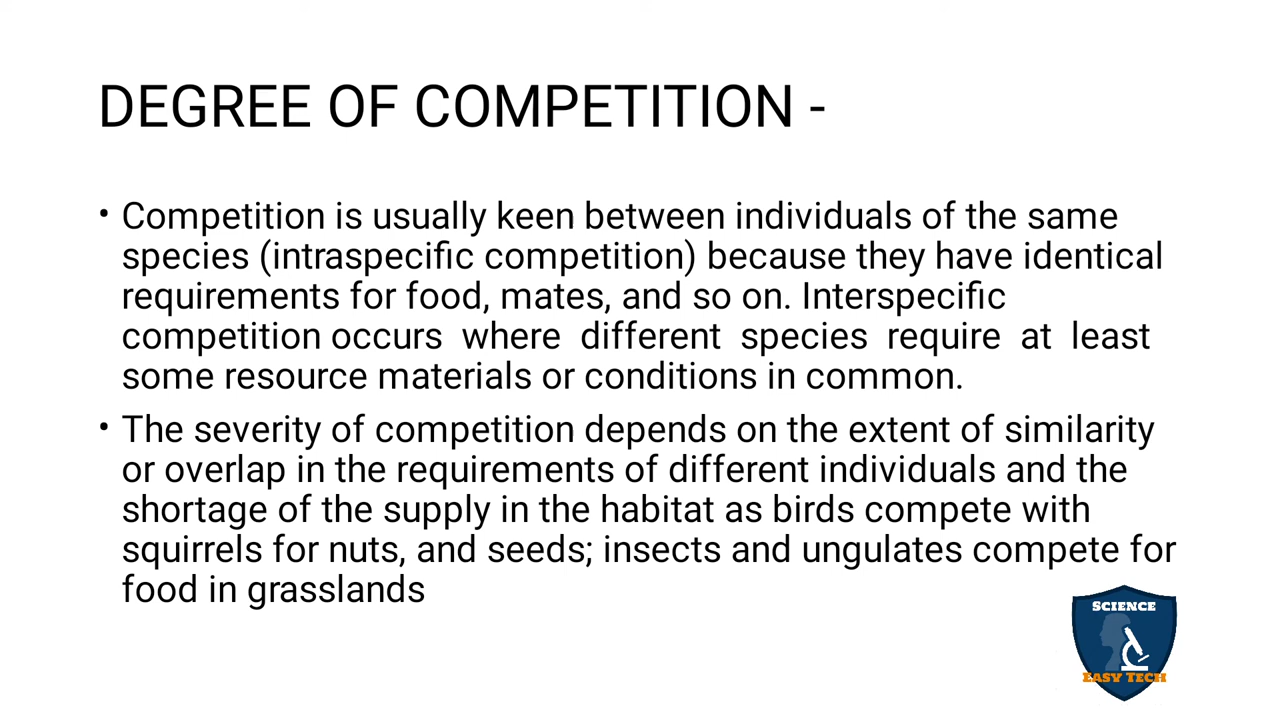 DEGREE OF COMPETITION -
• Competition is usually keen between individuals of the same
species (intraspecific competition) because they have identical
requirements for food, mates, and so on. Interspecific
competition occurs where different species require at least
some resource materials or conditions in common.
• The severity of competition depends on the extent of similarity
or overlap in the requirements of different individuals and the
shortage of the supply in the habitat as birds compete with
squirrels for nuts, and seeds; insects and ungulates compete for
food in grasslands
SCIENCE
EASY TECH